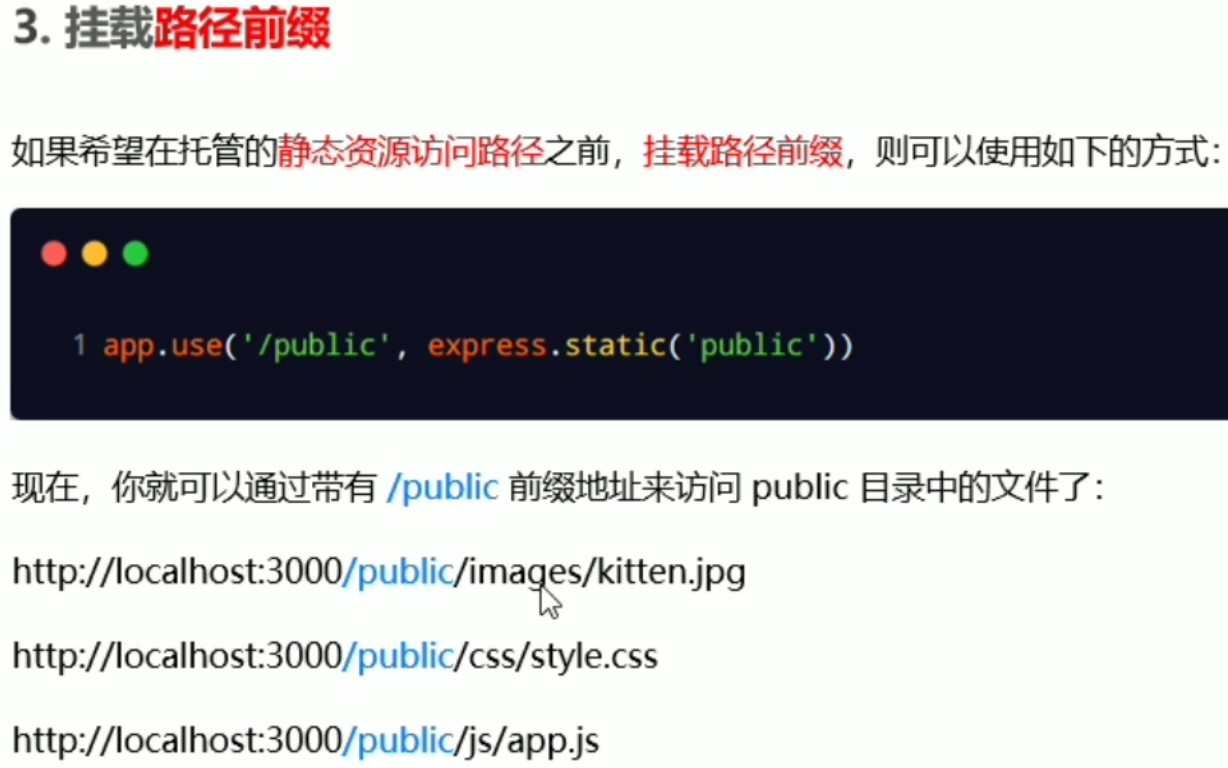 3. 挂载路径前缀
如果希望在托管的静态资源访问路径之前，挂载路径前缀，则可以使用如下的方式：
1 app.use('/public', express.static('public'))
现在，你就可以通过带有 /public 前缀地址来访问 public 目录中的文件了：
http://localhost:3000/public/images/kitten.jpg
http://localhost:3000/public/css/style.css
http://localhost:3000/public/js/app.js